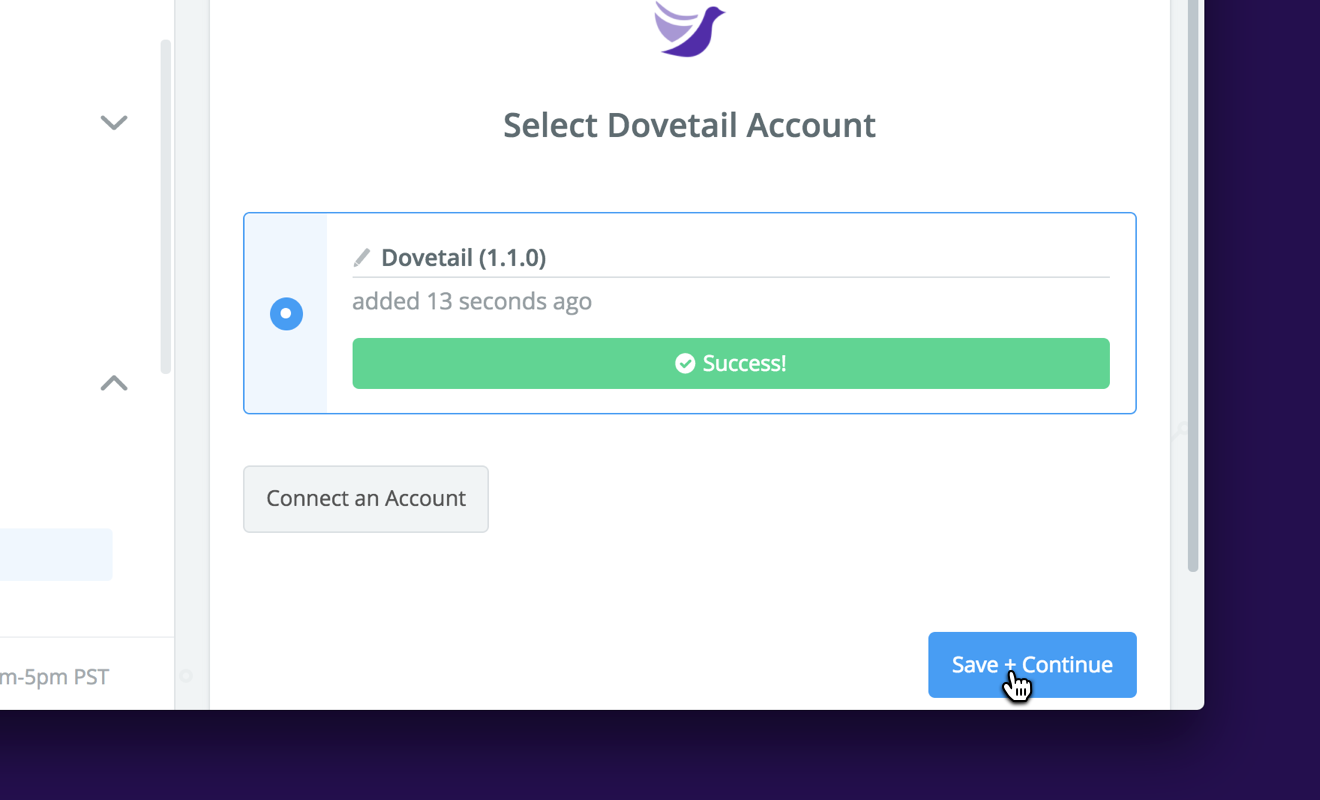 Select Dovetail Account
Dovetail (1.1.0)
added 13 seconds ago
Success!
Connect an Account
Save + Continue
m-5pm PST